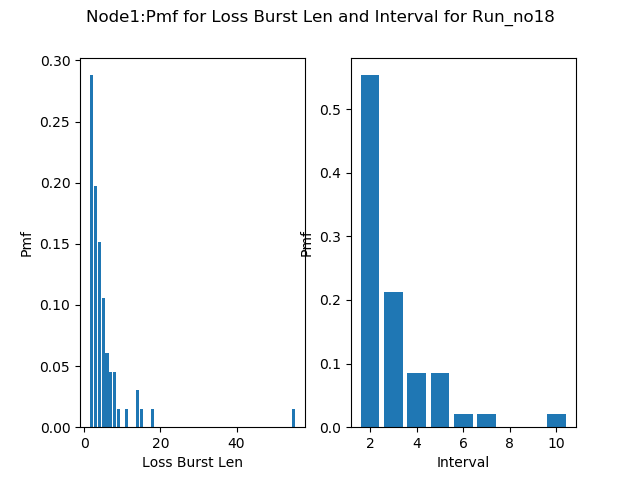 Node1:Pmf for Loss Burst Len and Interval for Run_no18
0.30
0.25
0.20
0.15
0.10
0.05
0.00
Pmf
0 20 40
Loss Burst Len
0.5
0.4
0.3
0.2
0.1
0.0
Pmf
2 4 6 8 10
Interval